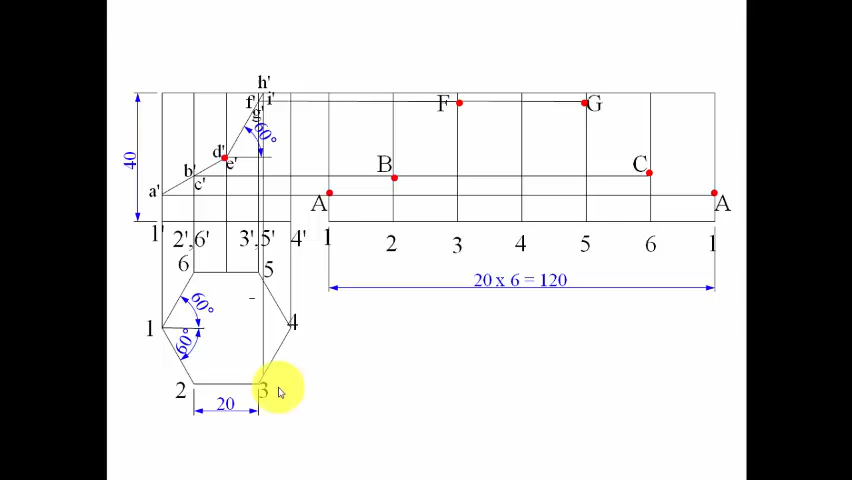 h'
f' i'
g'
F G
60°
40
d'
e'
b'
c'
B C
a'
A A
1' 2',6' 3',5' 4' 1 2 3 4 5 6 1
6 5
20 x 6 = 120
60°
1 4
60°
2 3
20